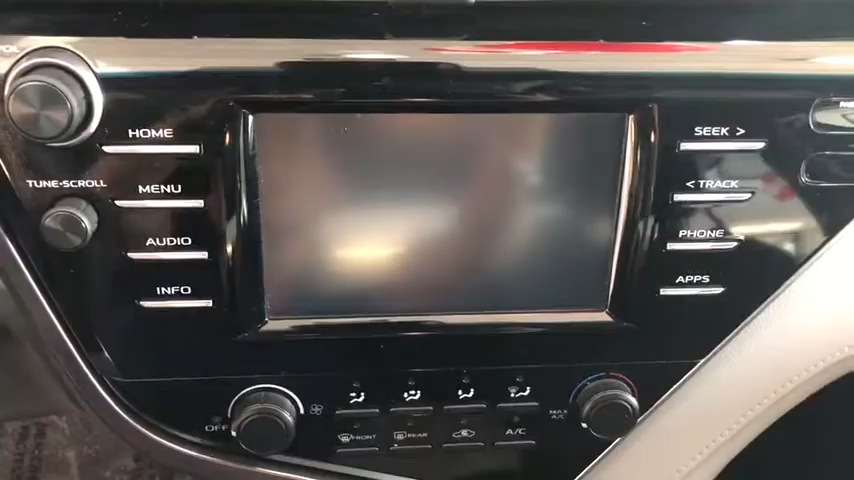 HOME
TUNE•SCROLL
MENU
AUDIO
INFO
SEEK >
< TRACK
PHONE
APPS
OFF
MAX A/C
FRONT
REAR
A/C